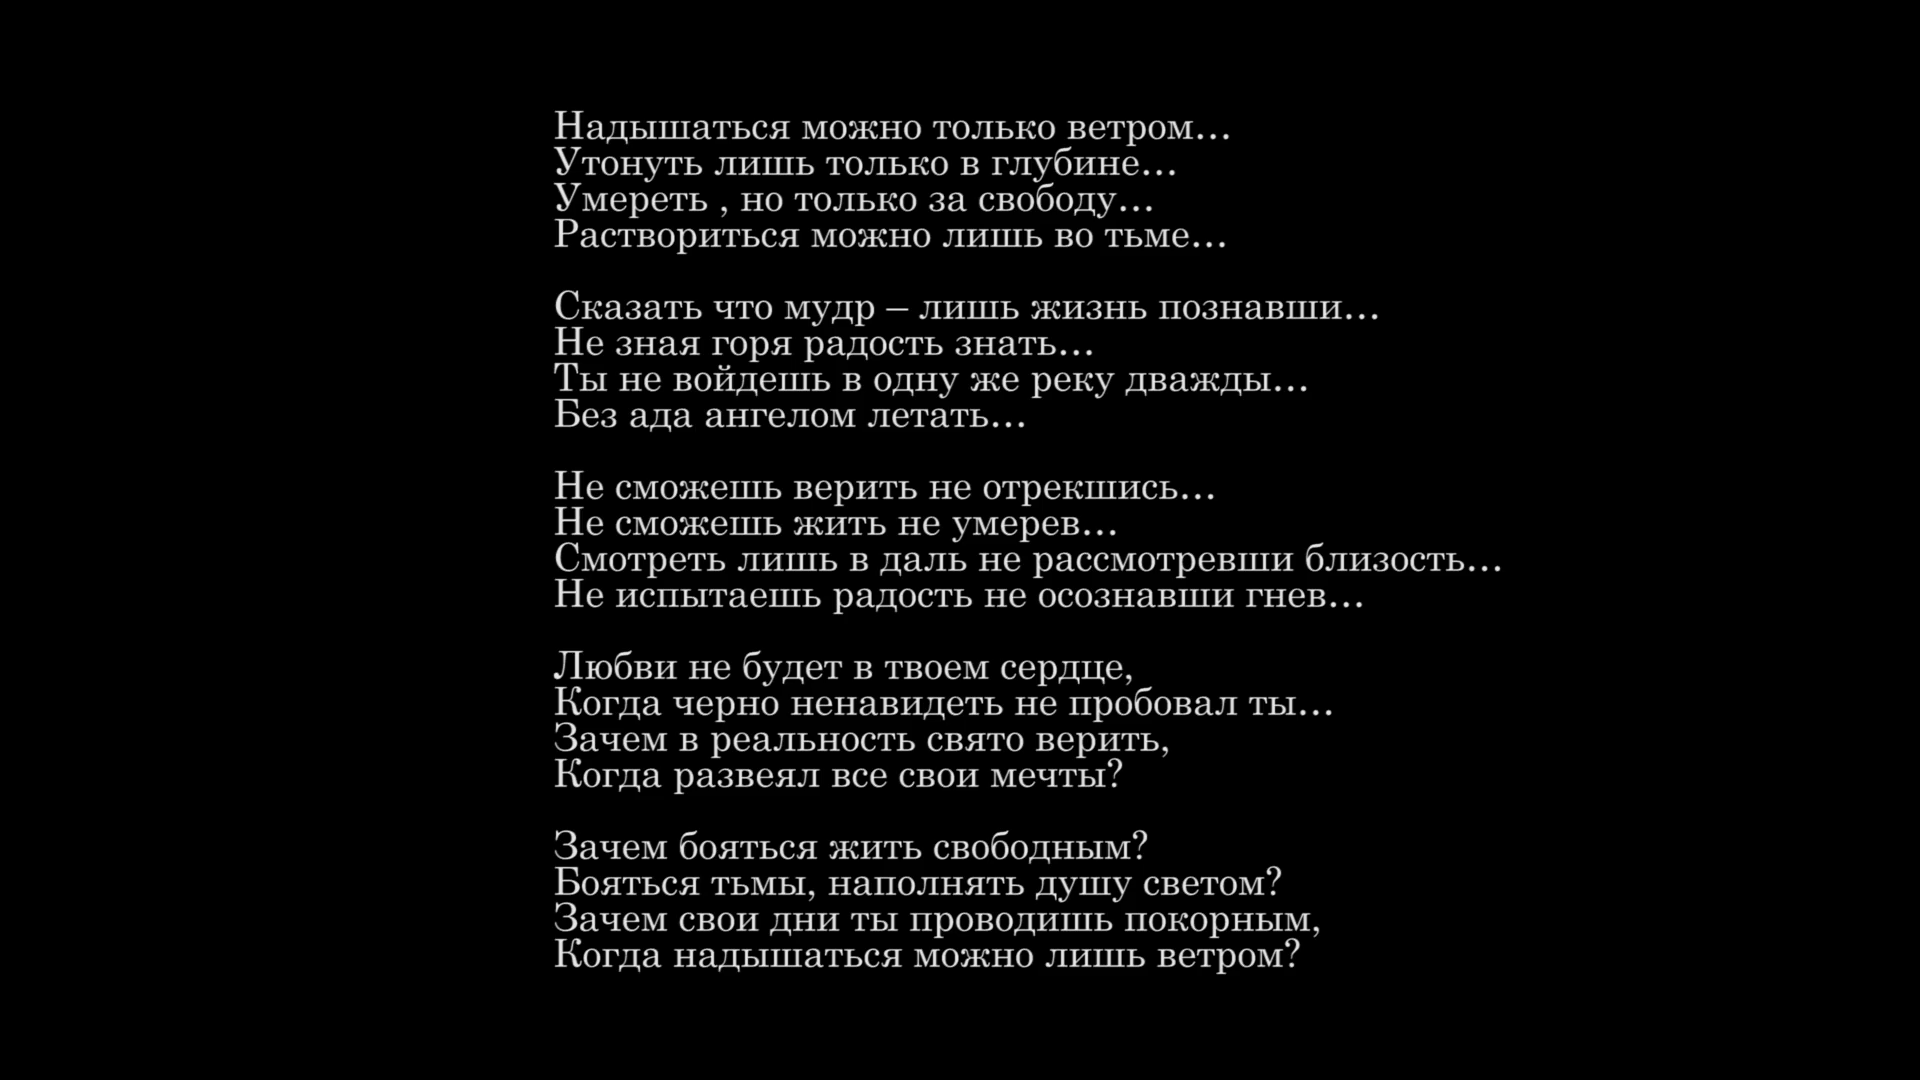 Надышаться можно только ветром…
Утонуть лишь только в глубине…
Умереть , но только за свободу…
Раствориться можно лишь во тьме…

Сказать что мудр – лишь жизнь познавши…
Не зная горя радость знать…
Ты не войдешь в одну же реку дважды…
Без ада ангелом летать…

Не сможешь верить не отрекшись…
Не сможешь жить не умерев…
Смотреть лишь в даль не рассмотревши близость…
Не испытаешь радость не осознавши гнев…

Любви не будет в твоем сердце,
Когда черно ненавидеть не пробовал ты…
Зачем в реальность свято верить,
Когда развеял все свои мечты?

Зачем бояться жить свободным?
Бояться тьмы, наполнять душу светом?
Зачем свои дни ты проводишь покорным,
Когда надышаться можно лишь ветром?